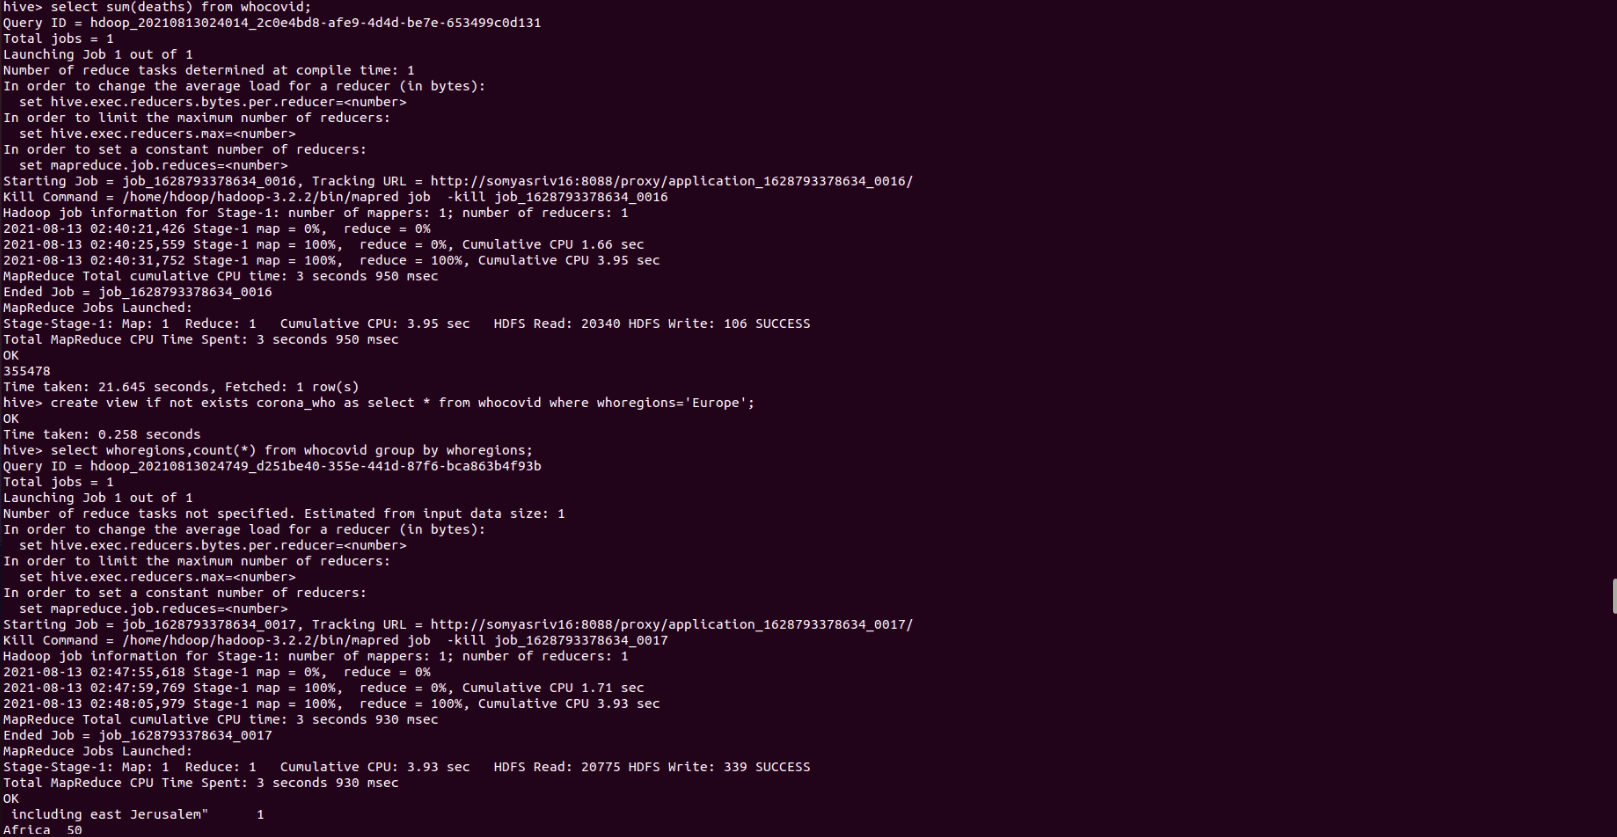 hive> select sum(deaths) from whocovid;
Query ID = hdoop_20210813024014_2c0e4bd8-afe9-4d4d-be7e-653499c0d131
Total jobs = 1
Launching Job 1 out of 1
Number of reduce tasks determined at compile time: 1
In order to change the average load for a reducer (in bytes):
  set hive.exec.reducers.bytes.per.reducer=<number>
In order to limit the maximum number of reducers:
  set hive.exec.reducers.max=<number>
In order to set a constant number of reducers:
  set mapreduce.job.reduces=<number>
Starting Job = job_1628793378634_0016, Tracking URL = http://somyasriv16:8088/proxy/application_1628793378634_0016/
Kill Command = /home/hdoop/hadoop-3.2.2/bin/mapred job  -kill job_1628793378634_0016
Hadoop job information for Stage-1: number of mappers: 1; number of reducers: 1
2021-08-13 02:40:21,426 Stage-1 map = 0%,  reduce = 0%
2021-08-13 02:40:25,559 Stage-1 map = 100%,  reduce = 0%, Cumulative CPU 1.66 sec
2021-08-13 02:40:31,752 Stage-1 map = 100%,  reduce = 100%, Cumulative CPU 3.95 sec
MapReduce Total cumulative CPU time: 3 seconds 950 msec
Ended Job = job_1628793378634_0016
MapReduce Jobs Launched:
Stage-Stage-1: Map: 1  Reduce: 1   Cumulative CPU: 3.95 sec   HDFS Read: 20340 HDFS Write: 106 SUCCESS
Total MapReduce CPU Time Spent: 3 seconds 950 msec
OK
355478
Time taken: 21.645 seconds, Fetched: 1 row(s)
hive> create view if not exists corona_who as select * from whocovid where whoregions='Europe';
OK
Time taken: 0.258 seconds
hive> select whoregions,count(*) from whocovid group by whoregions;
Query ID = hdoop_20210813024749_d251be40-355e-441d-87f6-bca863b4f93b
Total jobs = 1
Launching Job 1 out of 1
Number of reduce tasks not specified. Estimated from input data size: 1
In order to change the average load for a reducer (in bytes):
  set hive.exec.reducers.bytes.per.reducer=<number>
In order to limit the maximum number of reducers:
  set hive.exec.reducers.max=<number>
In order to set a constant number of reducers:
  set mapreduce.job.reduces=<number>
Starting Job = job_1628793378634_0017, Tracking URL = http://somyasriv16:8088/proxy/application_1628793378634_0017/
Kill Command = /home/hdoop/hadoop-3.2.2/bin/mapred job  -kill job_1628793378634_0017
Hadoop job information for Stage-1: number of mappers: 1; number of reducers: 1
2021-08-13 02:47:55,618 Stage-1 map = 0%,  reduce = 0%
2021-08-13 02:47:59,769 Stage-1 map = 100%,  reduce = 0%, Cumulative CPU 1.71 sec
2021-08-13 02:48:05,979 Stage-1 map = 100%,  reduce = 100%, Cumulative CPU 3.93 sec
MapReduce Total cumulative CPU time: 3 seconds 930 msec
Ended Job = job_1628793378634_0017
MapReduce Jobs Launched:
Stage-Stage-1: Map: 1  Reduce: 1   Cumulative CPU: 3.93 sec   HDFS Read: 20775 HDFS Write: 339 SUCCESS
Total MapReduce CPU Time Spent: 3 seconds 930 msec
OK
 including east Jerusalem"      1
Africa  50